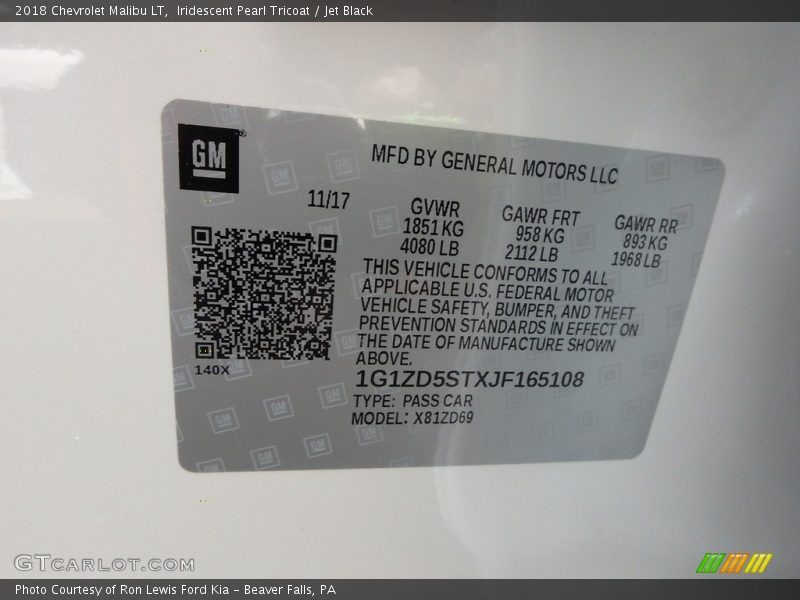 2018 Chevrolet Malibu LT, Iridescent Pearl Tricoat / Jet Black
GM®
MFD BY GENERAL MOTORS LLC
11/17
GVWR
1851 KG
4080 LB
GAWR FRT
958 KG
2112 LB
GAWR RR
893 KG
1968 LB
THIS VEHICLE CONFORMS TO ALL
APPLICABLE U.S. FEDERAL MOTOR
VEHICLE SAFETY, BUMPER, AND THEFT
PREVENTION STANDARDS IN EFFECT ON
THE DATE OF MANUFACTURE SHOWN
ABOVE.
140X
1G1ZD5STXJF165108
TYPE: PASS CAR
MODEL: X81ZD69
GTCARLOT.COM
Photo Courtesy of Ron Lewis Ford Kia - Beaver Falls, PA